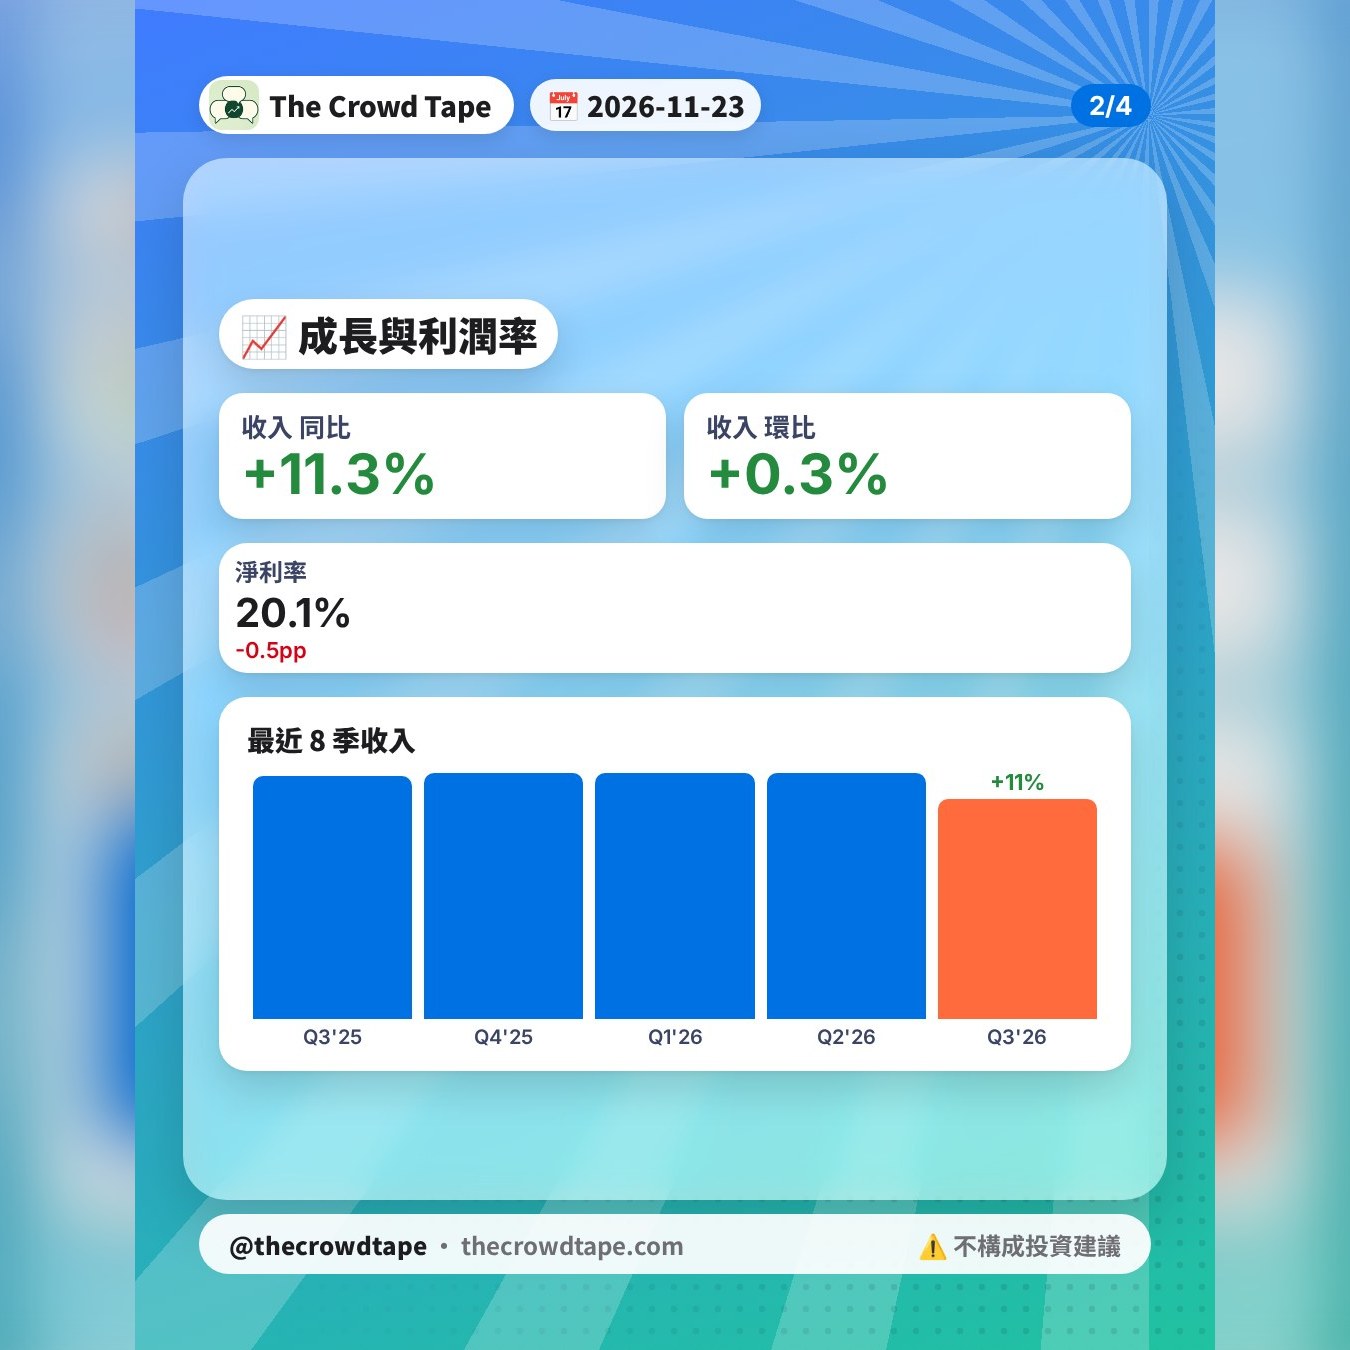 The Crowd Tape
July 17 2026-11-23
2/4
成長與利潤率
收入 同比
+11.3%
收入 環比
+0.3%
淨利率
20.1%
-0.5pp
最近 8 季收入
+11%
Q3'25 Q4'25 Q1'26 Q2'26 Q3'26
@thecrowdtape · thecrowdtape.com
不構成投資建議